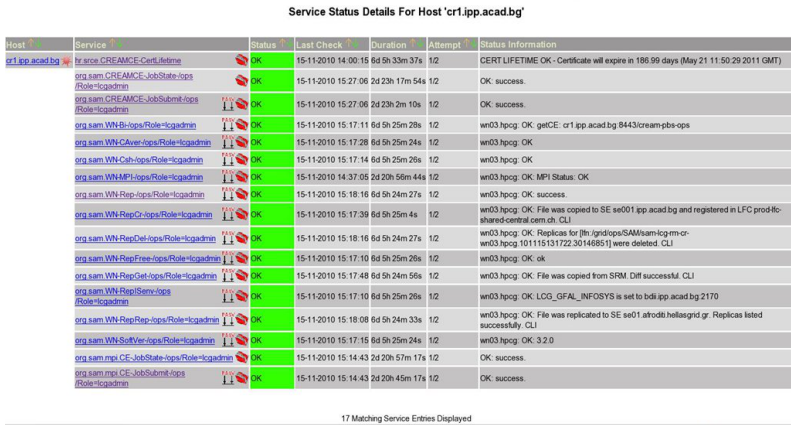 Service Status Details For Host 'cr1.ipp.acad.bg'
Host Service Status Last Check Duration Attempt Status Information
cr1.ipp.acad.bg hr.srce.CREAMCE-CertLifetime OK 15-11-2010 14:00:15 6d 5h 33m 37s 1/2 CERT LIFETIME OK - Certificate will expire in 186.99 days (May 21 11:50:29 2011 GMT)
org.sam.CREAMCE-JobState-/ops
/Role=lcgadmin OK 15-11-2010 15:27:06 2d 23h 17m 54s 1/2 OK: success.
org.sam.CREAMCE-JobSubmit-/ops
/Role=lcgadmin PASV OK 15-11-2010 15:27:06 2d 23h 2m 10s 1/2 OK: success.
org.sam.WN-Bi-/ops/Role=lcgadmin PASV OK 15-11-2010 15:17:11 6d 5h 25m 28s 1/2 wn03.hpcg: OK: getCE: cr1.ipp.acad.bg:8443/cream-pbs-ops
org.sam.WN-CAver-/ops/Role=lcgadmin PASV OK 15-11-2010 15:17:28 6d 5h 25m 24s 1/2 wn03.hpcg: OK
org.sam.WN-Csh-/ops/Role=lcgadmin PASV OK 15-11-2010 15:17:14 6d 5h 25m 26s 1/2 wn03.hpcg: OK
org.sam.WN-MPI-/ops/Role=lcgadmin PASV OK 15-11-2010 14:37:05 2d 20h 56m 44s 1/2 wn03.hpcg: OK: MPI Status: OK
org.sam.WN-Rep-/ops/Role=lcgadmin PASV OK 15-11-2010 15:18:16 6d 5h 24m 27s 1/2 wn03.hpcg: OK: success.
org.sam.WN-RepCr-/ops/Role=lcgadmin PASV OK 15-11-2010 15:17:39 6d 5h 25m 4s 1/2 wn03.hpcg: OK: File was copied to SE se001.ipp.acad.bg and registered in LFC prod-lfc-
shared-central.cern.ch. CLI
org.sam.WN-RepDel-/ops/Role=lcgadmin PASV OK 15-11-2010 15:18:16 6d 5h 24m 27s 1/2 wn03.hpcg: OK: Replicas for [lfn:/grid/ops/SAM/sam-lcg-rm-cr-
wn03.hpcg.101115131722.30146851] were deleted. CLI
org.sam.WN-RepFree-/ops/Role=lcgadmin PASV OK 15-11-2010 15:17:10 6d 5h 25m 26s 1/2 wn03.hpcg: OK: ok
org.sam.WN-RepGet-/ops/Role=lcgadmin PASV OK 15-11-2010 15:17:48 6d 5h 24m 56s 1/2 wn03.hpcg: OK: File was copied from SRM. Diff successful. CLI
org.sam.WN-RepISenv-/ops
/Role=lcgadmin PASV OK 15-11-2010 15:17:10 6d 5h 25m 26s 1/2 wn03.hpcg: OK: LCG_GFAL_INFOSYS is set to bdii.ipp.acad.bg:2170
org.sam.WN-RepRep-/ops/Role=lcgadmin PASV OK 15-11-2010 15:18:08 6d 5h 24m 33s 1/2 wn03.hpcg: OK: File was replicated to SE se01.afroditi.hellasgrid.gr. Replicas listed
successfully. CLI
org.sam.WN-SoftVer-/ops/Role=lcgadmin PASV OK 15-11-2010 15:17:15 6d 5h 25m 24s 1/2 wn03.hpcg: OK: 3.2.0
org.sam.mpi.CE-JobState-/ops/Role=lcgadmin OK 15-11-2010 15:14:43 2d 20h 57m 17s 1/2 OK: success.
org.sam.mpi.CE-JobSubmit-/ops
/Role=lcgadmin PASV OK 15-11-2010 15:14:43 2d 20h 45m 17s 1/2 OK: success.
17 Matching Service Entries Displayed